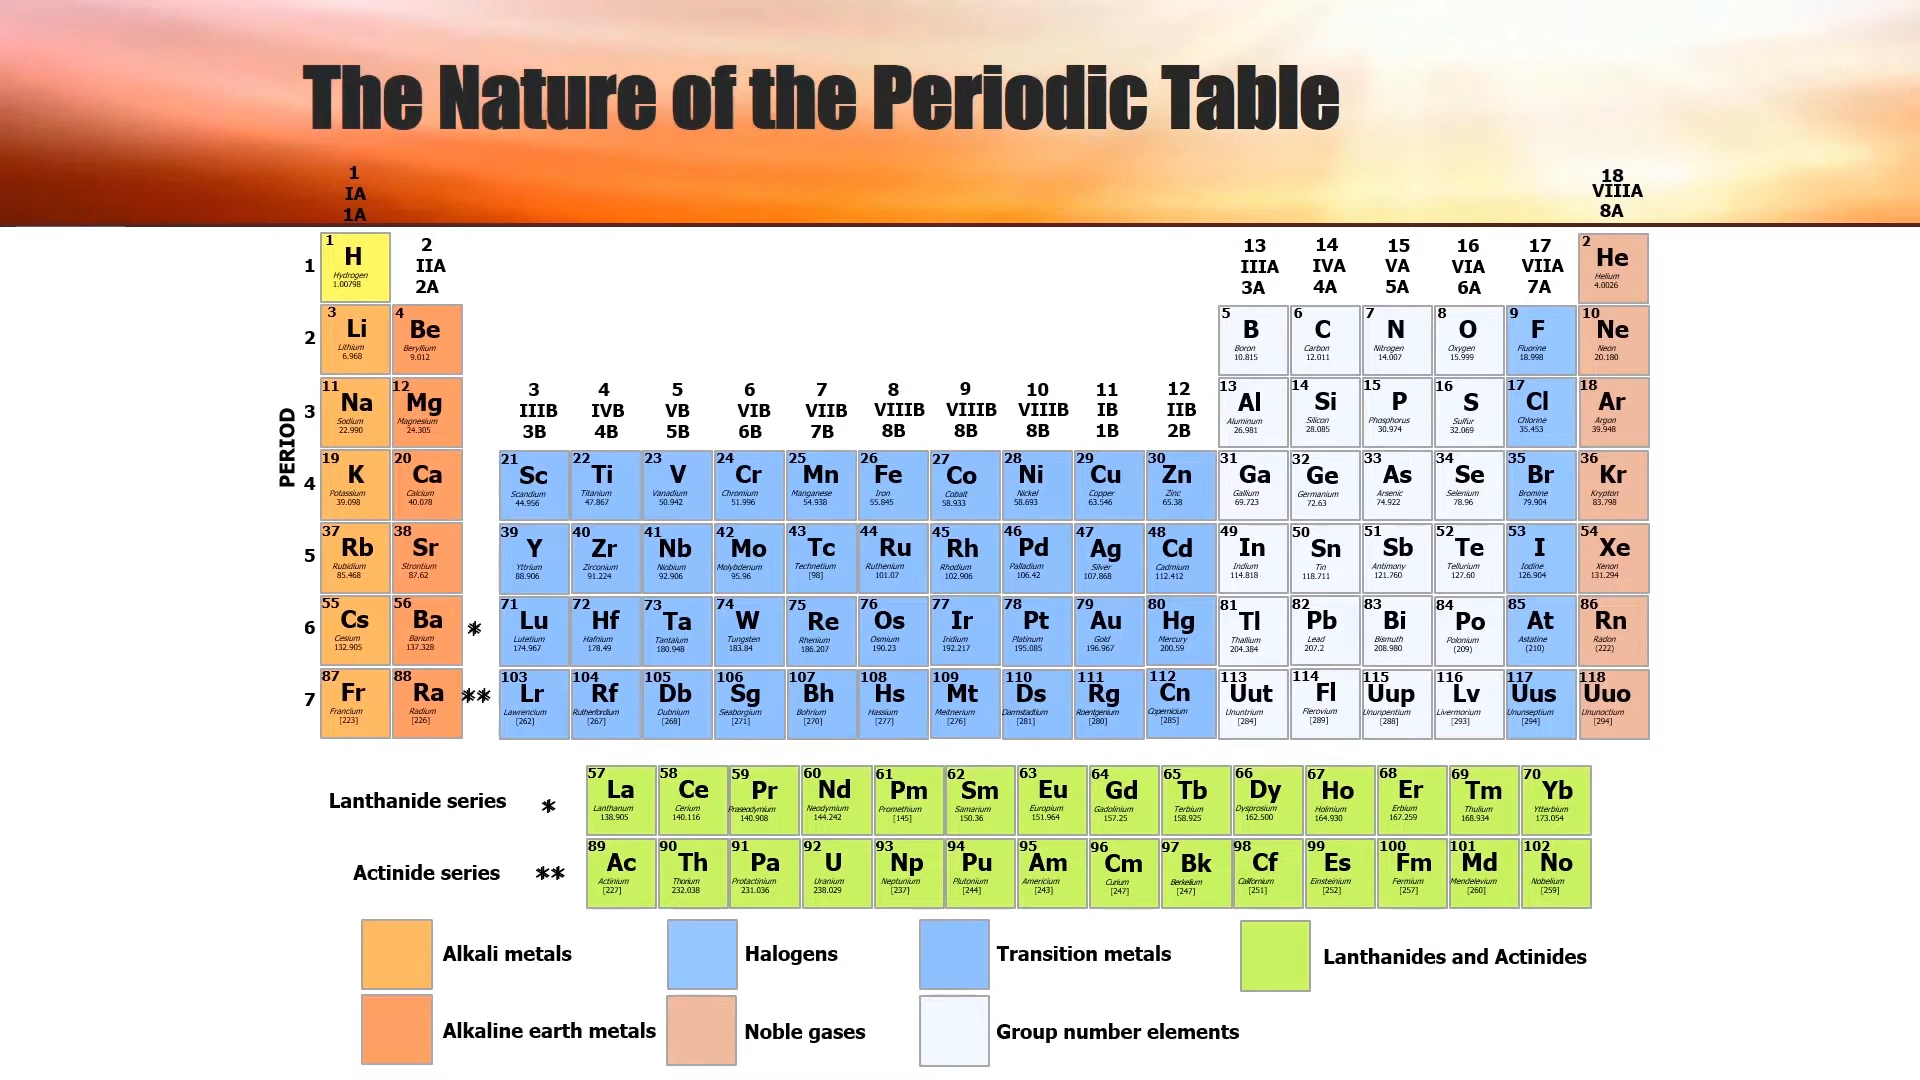 The Nature of the Periodic Table
1 18
IA VIIIA
1A 8A
1 2 13 14 15 16 17 2
H IIA IIIA IVA VA VIA VIIA He
1 Hydrogen 2A 3A 4A 5A 6A 7A Helium
1.00798 4.0026
3 4 5 6 7 8 9 10
2 Li Be B C N O F Ne
Lithium Beryllium Boron Carbon Nitrogen Oxygen Fluorine Neon
6.968 9.012 10.815 12.011 14.007 15.999 18.998 20.180
3 4 5 6 7 8 9 10 11 12
IIIB IVB VB VIB VIIB VIIIB VIIIB VIIIB IB IIB
3B 4B 5B 6B 7B 8B 8B 8B 1B 2B
11 12 13 14 15 16 17 18
3 Na Mg Al Si P S Cl Ar
Sodium Magnesium Aluminum Silicon Phosphorus Sulfur Chlorine Argon
22.990 24.305 26.981 28.085 30.974 32.069 35.453 39.948
PERIOD
19 20 21 22 23 24 25 26 27 28 29 30 31 32 33 34 35 36
4 K Ca Sc Ti V Cr Mn Fe Co Ni Cu Zn Ga Ge As Se Br Kr
Potassium Calcium Scandium Titanium Vanadium Chromium Manganese Iron Cobalt Nickel Copper Zinc Gallium Germanium Arsenic Selenium Bromine Krypton
39.098 40.078 44.956 47.867 50.942 51.996 54.938 55.845 58.933 58.693 63.546 65.38 69.723 72.63 74.922 78.96 79.904 83.798
37 38 39 40 41 42 43 44 45 46 47 48 49 50 51 52 53 54
5 Rb Sr Y Zr Nb Mo Tc Ru Rh Pd Ag Cd In Sn Sb Te I Xe
Rubidium Strontium Yttrium Zirconium Niobium Molybdenum Technetium Ruthenium Rhodium Palladium Silver Cadmium Indium Tin Antimony Tellurium Iodine Xenon
85.468 87.62 88.906 91.224 92.906 95.96 [98] 101.07 102.906 106.42 107.868 112.412 114.818 118.711 121.760 127.60 126.904 131.294
55 56 71 72 73 74 75 76 77 78 79 80 81 82 83 84 85 86
6 Cs Ba * Lu Hf Ta W Re Os Ir Pt Au Hg Tl Pb Bi Po At Rn
Cesium Barium Lutetium Hafnium Tantalum Tungsten Rhenium Osmium Iridium Platinum Gold Mercury Thallium Lead Bismuth Polonium Astatine Radon
132.905 137.328 174.967 178.49 180.948 183.84 186.207 190.23 192.217 195.085 196.967 200.59 204.384 207.2 208.980 (209) (210) (222)
87 88 103 104 105 106 107 108 109 110 111 112 113 114 115 116 117 118
7 Fr Ra ** Lr Rf Db Sg Bh Hs Mt Ds Rg Cn Uut Fl Uup Lv Uus Uuo
Francium Radium Lawrencium Rutherfordium Dubnium Seaborgium Bohrium Hassium Meitnerium Damstadtium Roentgenium Copernicium Ununtrium Flerovium Ununpentium Livermorium Ununseptium Ununoctium
[223] [226] [262] [267] [268] [271] [270] [277] [276] [281] [280] [285] [284] [289] [288] [293] [294] [294]
57 58 59 60 61 62 63 64 65 66 67 68 69 70
Lanthanide series * La Ce Pr Nd Pm Sm Eu Gd Tb Dy Ho Er Tm Yb
Lanthanum Cerium Praseodymium Neodymium Promethium Samarium Europium Gadolinium Terbium Dysprosium Holmium Erbium Thulium Ytterbium
138.905 140.116 140.908 144.242 [145] 150.36 151.964 157.25 158.925 162.500 164.930 167.259 168.934 173.054
89 90 91 92 93 94 95 96 97 98 99 100 101 102
Actinide series ** Ac Th Pa U Np Pu Am Cm Bk Cf Es Fm Md No
Actinium Thorium Protactinium Uranium Neptunium Plutonium Americium Curium Berkelium Californium Einsteinium Fermium Mendelevium Nobelium
[227] 232.038 231.036 238.029 [237] [244] [243] [247] [247] [251] [252] [257] [260] [259]
Alkali metals Halogens Transition metals Lanthanides and Actinides
Alkaline earth metals Noble gases Group number elements